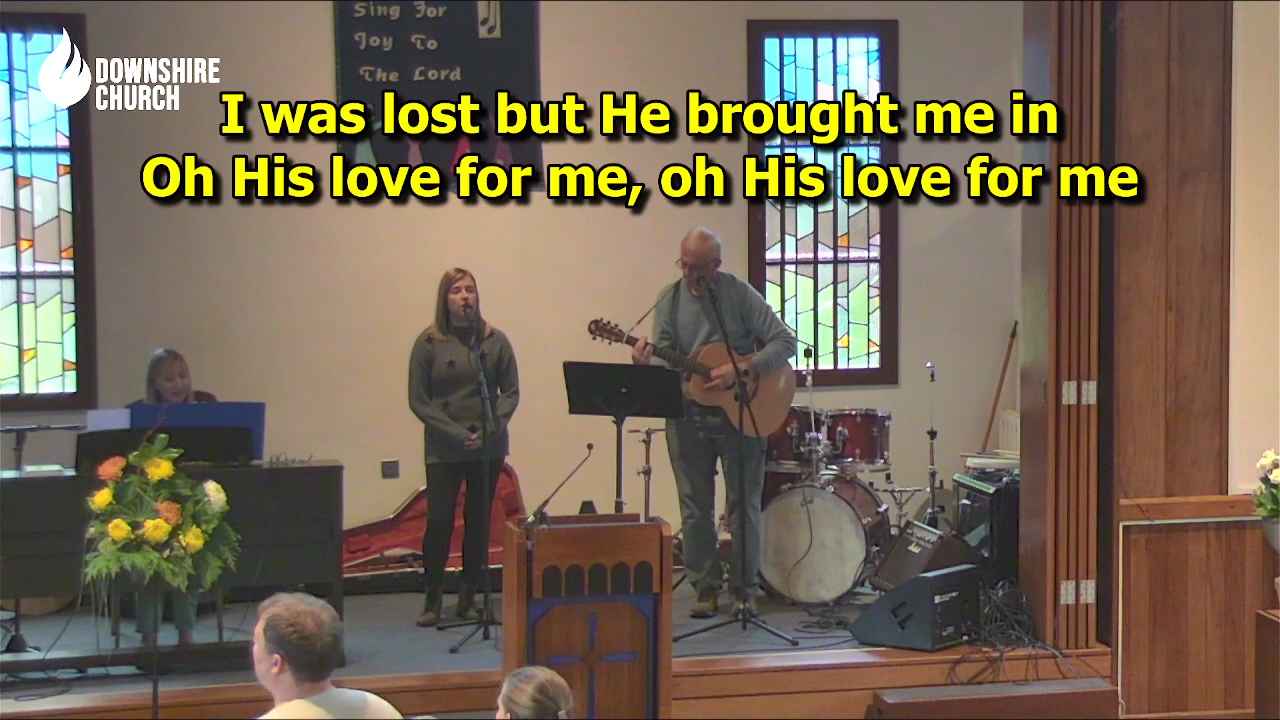 Sing For
Joy To
The Lord
DOWNSHIRE
CHURCH
I was lost but He brought me in
Oh His love for me, oh His love for me